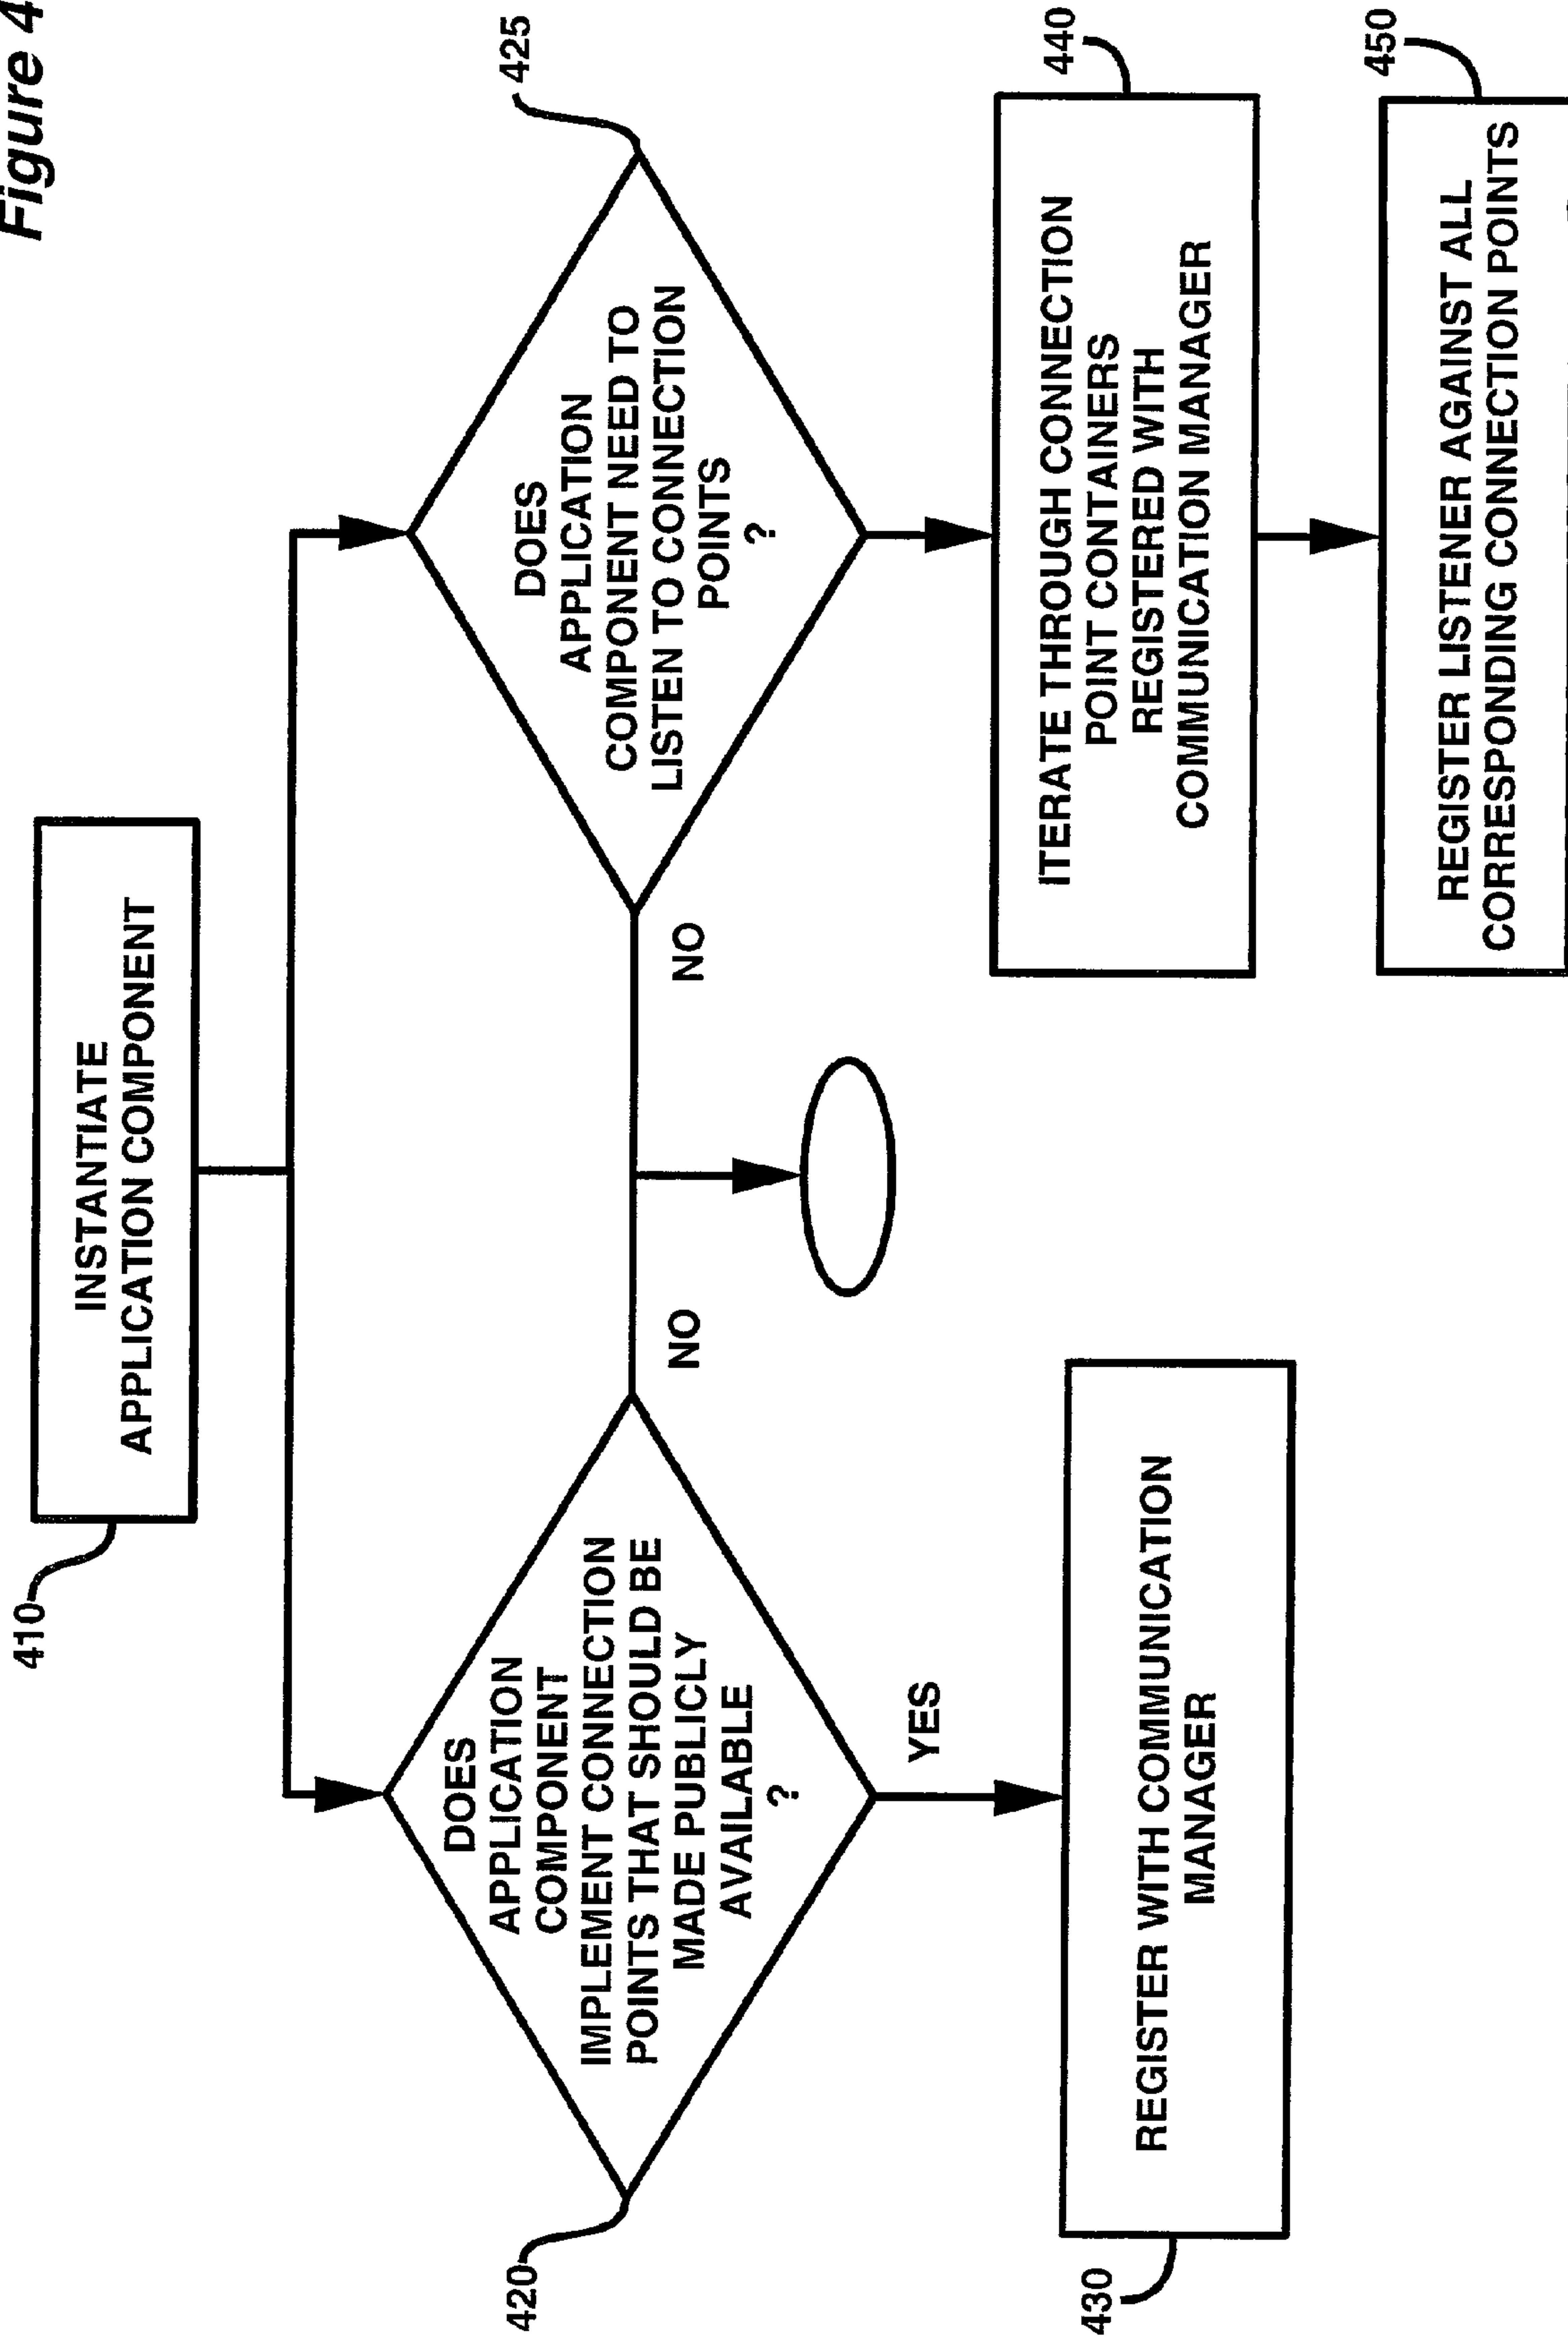 Figure 4
410
INSTANTIATE
APPLICATION COMPONENT
420
DOES
APPLICATION
COMPONENT
IMPLEMENT CONNECTION
POINTS THAT SHOULD BE
MADE PUBLICLY
AVAILABLE
?
NO
YES
425
DOES
APPLICATION
COMPONENT NEED TO
LISTEN TO CONNECTION
POINTS
?
NO
430
REGISTER WITH COMMUNICATION
MANAGER
440
ITERATE THROUGH CONNECTION
POINT CONTAINERS
REGISTERED WITH
COMMUNICATION MANAGER
450
REGISTER LISTENER AGAINST ALL
CORRESPONDING CONNECTION POINTS